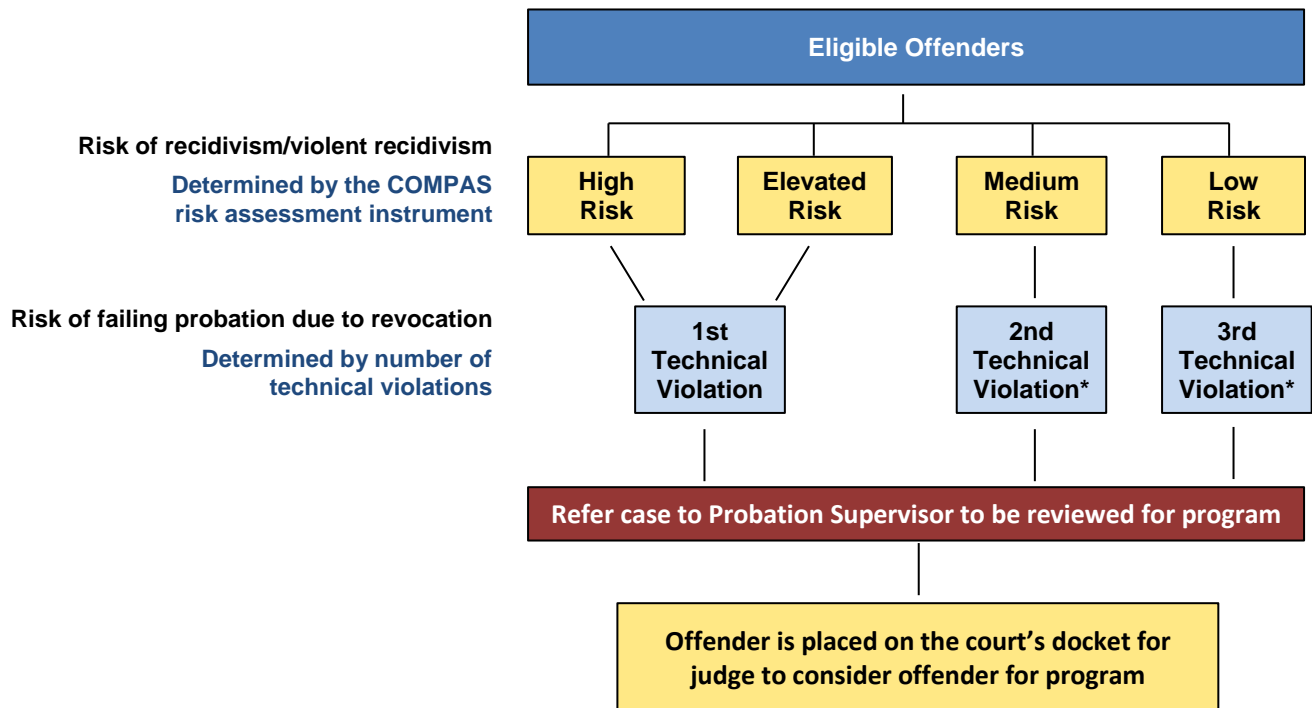 Eligible Offenders
Risk of recidivism/violent recidivism
Determined by the COMPAS
risk assessment instrument
High
Risk
Elevated
Risk
Medium
Risk
Low
Risk
Risk of failing probation due to revocation
Determined by number of
technical violations
1st
Technical
Violation
2nd
Technical
Violation*
3rd
Technical
Violation*
Refer case to Probation Supervisor to be reviewed for program
Offender is placed on the court’s docket for
judge to consider offender for program